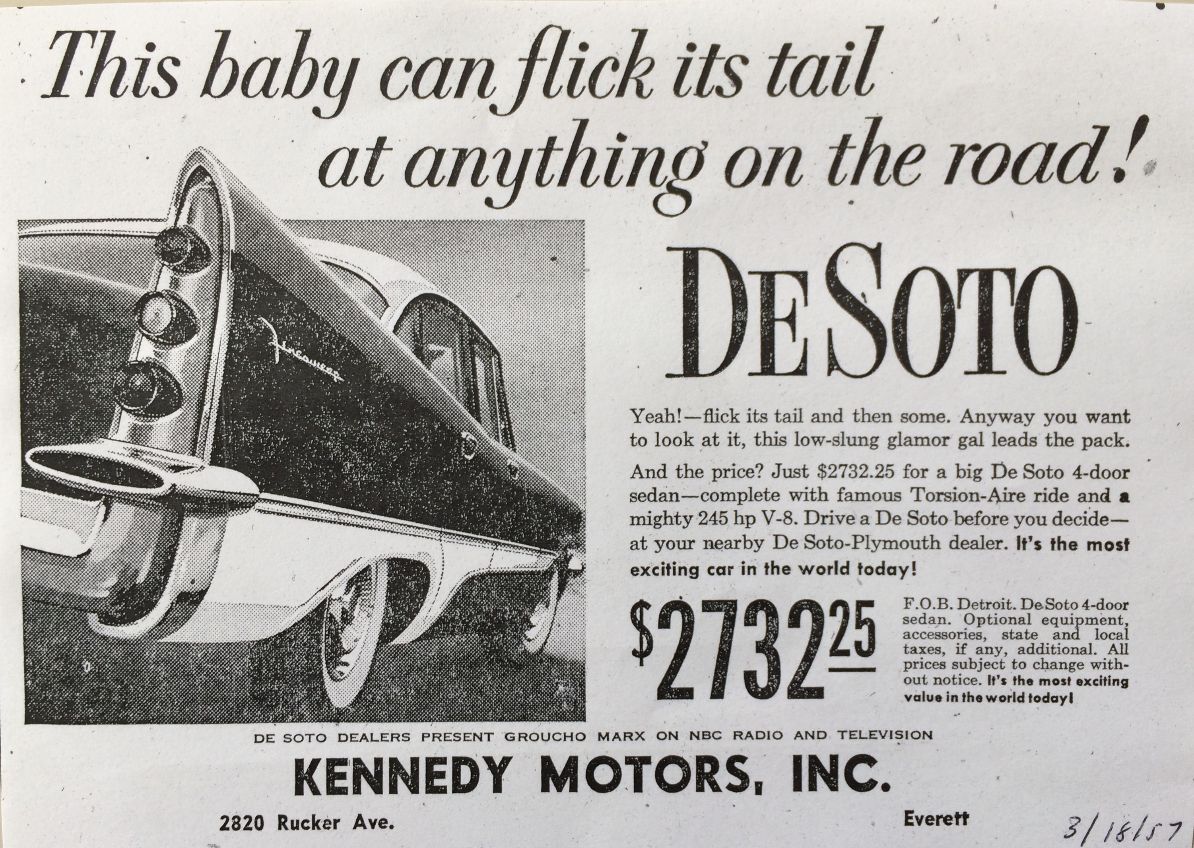 This baby can flick its tail
at anything on the road!
DE SOTO
Fireweep
Yeah!—flick its tail and then some. Anyway you want
to look at it, this low-slung glamor gal leads the pack.
And the price? Just $2732.25 for a big De Soto 4-door
sedan—complete with famous Torsion-Aire ride and a
mighty 245 hp V-8. Drive a De Soto before you decide—
at your nearby De Soto-Plymouth dealer. It's the most
exciting car in the world today!
$2732 25
F.O.B. Detroit. De Soto 4-door
sedan. Optional equipment,
accessories, state and local
taxes, if any, additional. All
prices subject to change with-
out notice. It's the most exciting
value in the world today!
DE SOTO DEALERS PRESENT GROUCHO MARX ON NBC RADIO AND TELEVISION
KENNEDY MOTORS, INC.
2820 Rucker Ave.
Everett
3/18/57